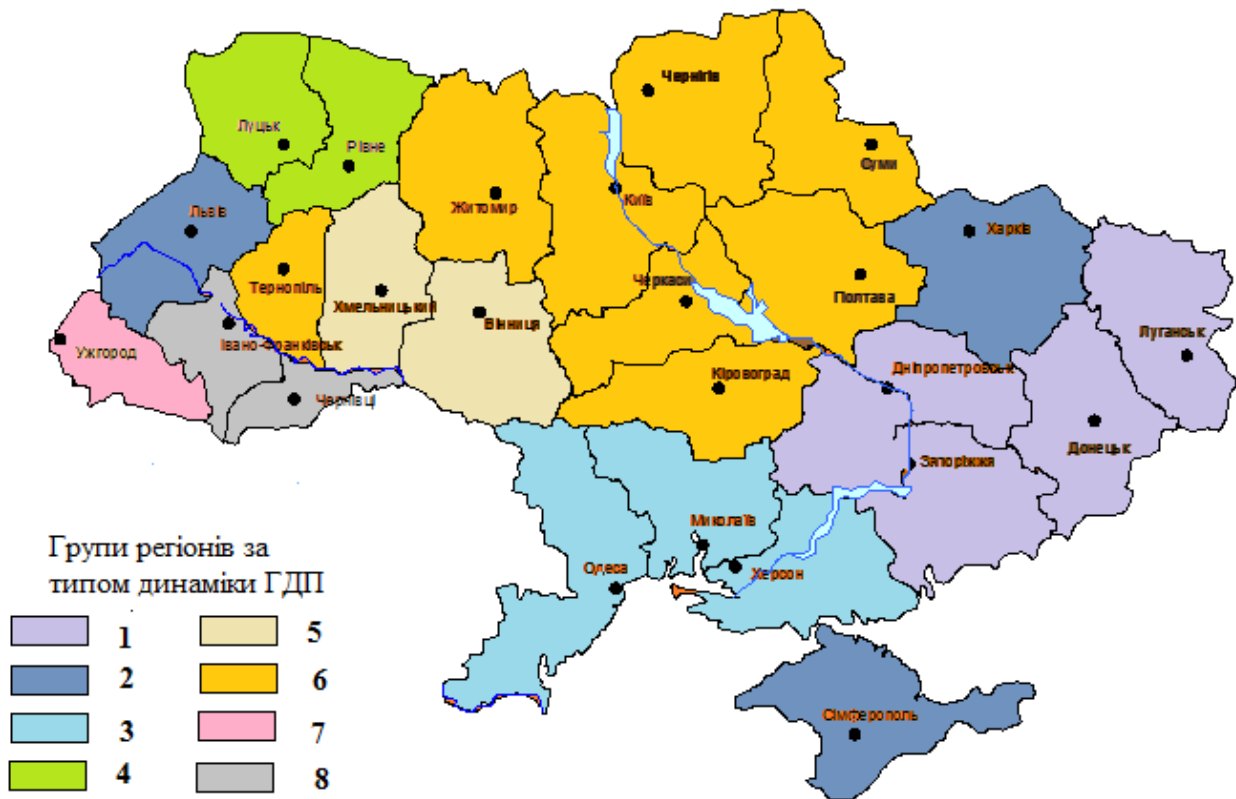 Чернігів
Луцьк
Рівне
Суми
Київ
Житомир
Львів
Харків
Черкаси
Полтава
Тернопіль
Хмельницький
Вінниця
Луганськ
Івано-Франківськ
Ужгород
Дніпропетровськ
Кіровоград
Чернівці
Донецьк
Запоріжжя
Миколаїв
Одеса
Херсон
Сімферополь
Групи регіонів за
типом динаміки ГДП
1 5
2 6
3 7
4 8